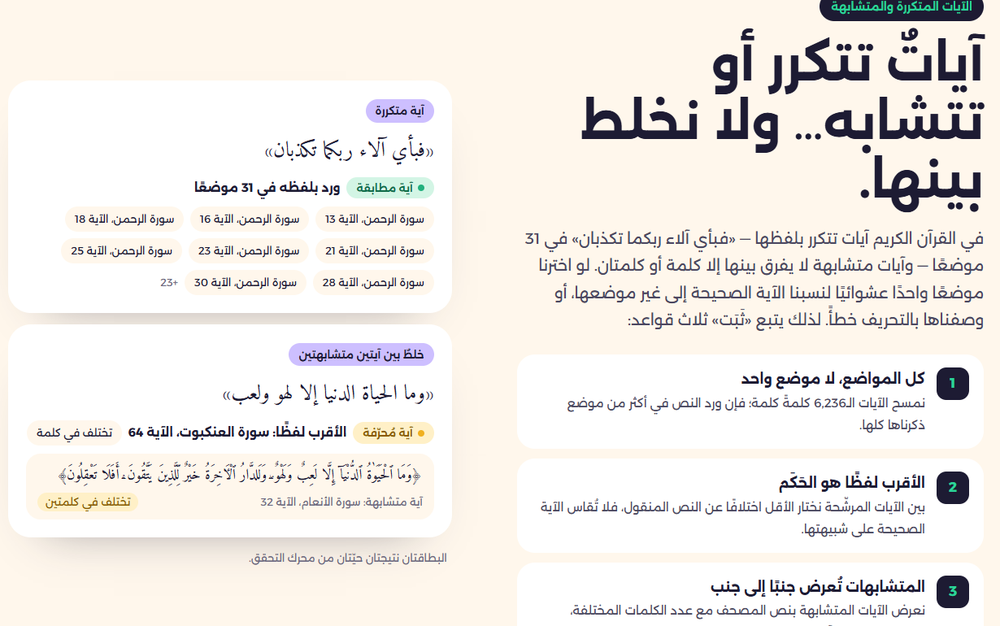 الآيات المتكررة والمتشابهة
آياتٌ تتكرر أو
تتشابه... ولا نخلط
بينها.
في القرآن الكريم آيات تتكرر بلفظها — «فبأي آلاء ربكما تكذبان» في 31
موضعًا — وآيات متشابهة لا يفرق بينها إلا كلمة أو كلمتان. لو اخترنا
موضعًا واحدًا عشوائيًا لنسبنا الآية الصحيحة إلى غير موضعها، أو
وصفناها بالتحريف خطأً. لذلك يتبع «ثَبَت» ثلاث قواعد:
1
كل المواضع، لا موضع واحد
نمسح الآيات الـ6,236 كلمةً كلمة؛ فإن ورد النص في أكثر من موضع
ذكرناها كلها.
2
الأقرب لفظًا هو الحَكَم
بين الآيات المرشّحة نختار الأقل اختلافًا عن النص المنقول، فلا تُقاس الآية
الصحيحة على شبيهتها.
3
المتشابهات تُعرض جنبًا إلى جنب
نعرض الآيات المتشابهة بنص المصحف مع عدد الكلمات المختلفة،
آية متكررة
«فبأي آلاء ربكما تكذبان»
آية مطابقة ورد بلفظه في 31 موضعًا
سورة الرحمن، الآية 13 سورة الرحمن، الآية 16 سورة الرحمن، الآية 18
سورة الرحمن، الآية 21 سورة الرحمن، الآية 23 سورة الرحمن، الآية 25
سورة الرحمن، الآية 28 سورة الرحمن، الآية 30 +23
خلطٌ بين آيتين متشابهتين
«وما الحياة الدنيا إلا لهو ولعب»
آية مُحرّفة الأقرب لفظًا: سورة العنكبوت، الآية 64 تختلف في كلمة
﴿وَمَا ٱلۡحَيَوٰةُ ٱلدُّنۡيَآ إِلَّا لَعِبٞ وَلَهۡوٞۖ وَلَلدَّارُ ٱلۡأٓخِرَةُ خَيۡرٞ لِّلَّذِينَ يَتَّقُونَۚ أَفَلَا تَعۡقِلُونَ﴾
آية متشابهة: سورة الأنعام، الآية 32 تختلف في كلمتين
البطاقتان نتيجتان حيّتان من محرك التحقق.